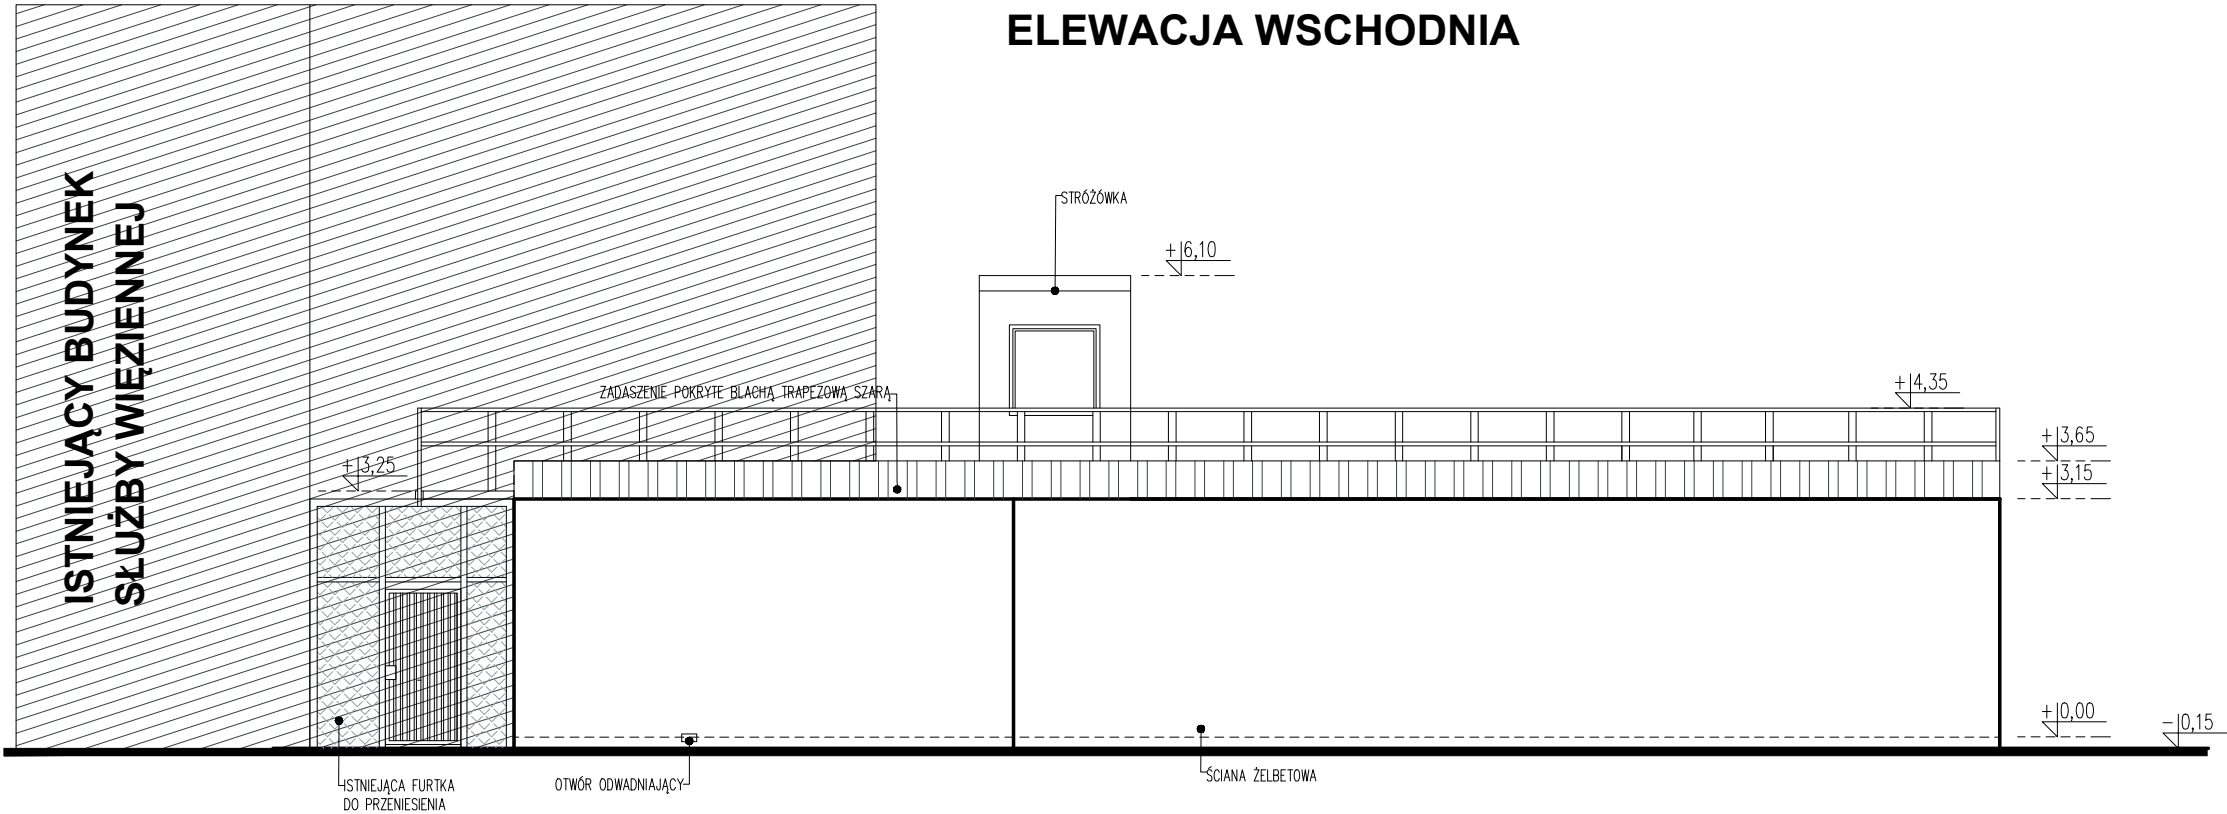 ELEWACJA WSCHODNIA
ISTNIEJĄCY BUDYNEK
SŁUŻBY WIĘZIENNEJ
STRÓŻÓWKA
+6,10
ZADASZENIE POKRYTE BLACHĄ TRAPEZOWĄ SZARĄ
+4,35
+3,65
+3,25
+3,15
+0,00
-0,15
ISTNIEJĄCA FURTKA
DO PRZENIESIENIA
OTWÓR ODWADNIAJĄCY
ŚCIANA ŻELBETOWA